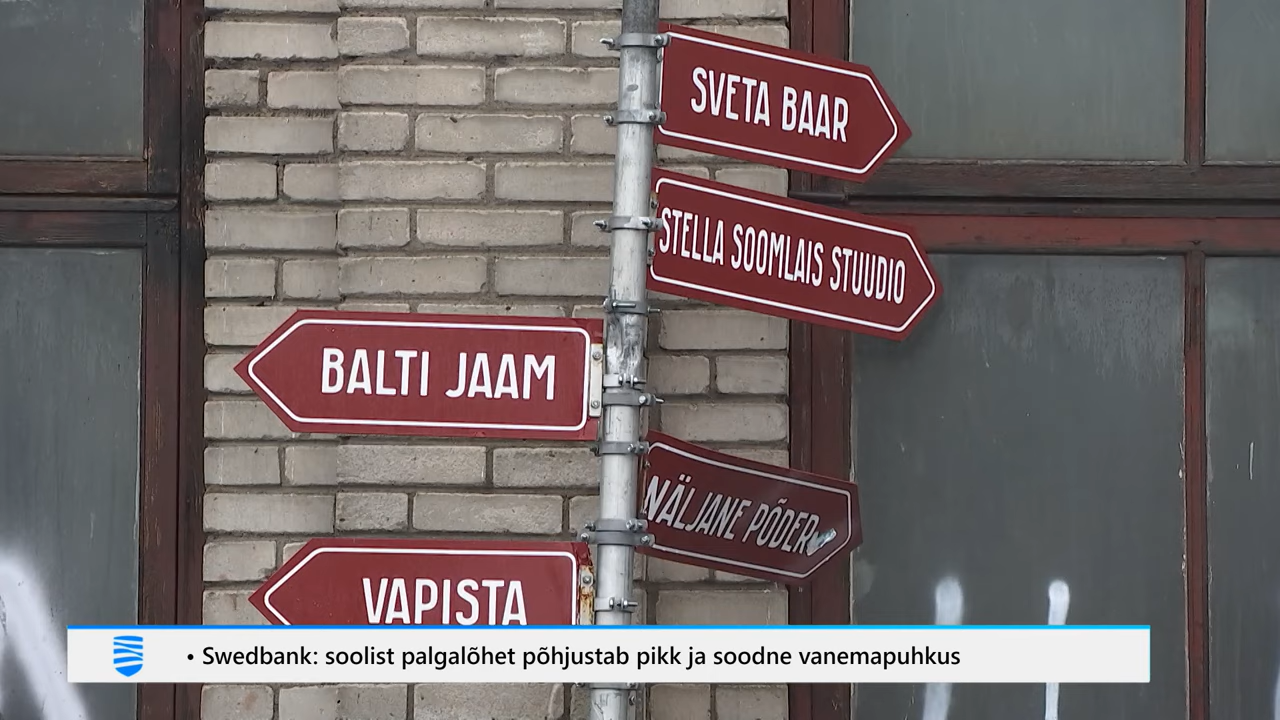 SVETA BAAR
STELLA SOOMLAIS STUUDIO
BALTI JAAM
NÄLJANE PÕDER
VAPISTA
• Swedbank: soolist palgalõhet põhjustab pikk ja soodne vanemapuhkus